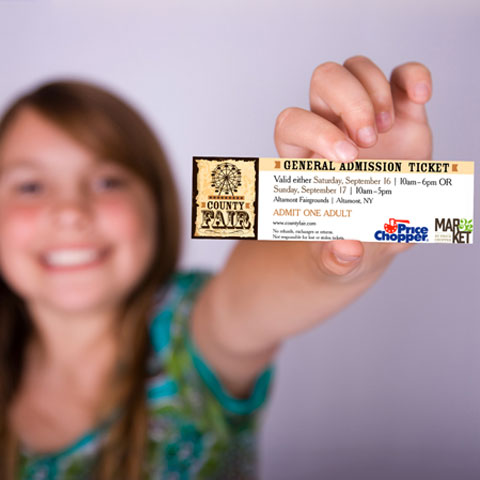 GENERAL ADMISSION TICKET
Valid either Saturday, September 16 | 10am-6pm OR
Sunday, September 17 | 10am-5pm
Altamont Fairgrounds | Altamont, NY
ADMIT ONE ADULT
www.countyfair.com
No refunds, exchanges or returns.
Not responsible for lost or stolen tickets.
COUNTY
FAIR
Price
Chopper
MAR
KET